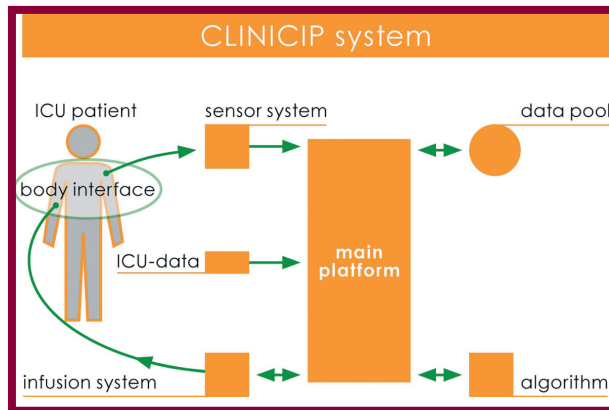 CLINICIP system
ICU patient
sensor system
data pool
body interface
ICU-data
main
platform
infusion system
algorithm